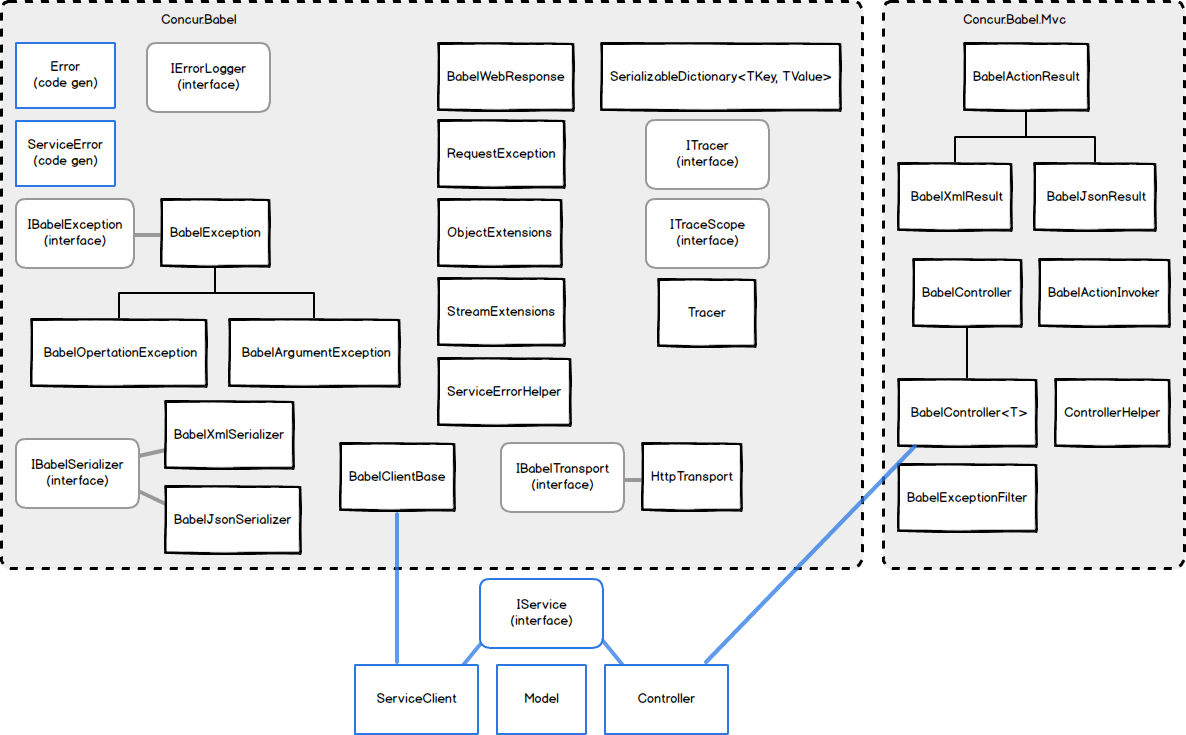 Concur.Babel
Error
(code gen)
IErrorLogger
(interface)
BabelWebResponse
SerializableDictionary<TKey, TValue>
ServiceError
(code gen)
RequestException
ITracer
(interface)
IBabelException
(interface)
BabelException
ObjectExtensions
ITraceScope
(interface)
StreamExtensions
Tracer
BabelOpertationException
BabelArgumentException
ServiceErrorHelper
BabelXmlSerializer
IBabelSerializer
(interface)
BabelJsonSerializer
BabelClientBase
IBabelTransport
(interface)
HttpTransport
Concur.Babel.Mvc
BabelActionResult
BabelXmlResult
BabelJsonResult
BabelController
BabelActionInvoker
BabelController<T>
ControllerHelper
BabelExceptionFilter
IService
(interface)
ServiceClient
Model
Controller